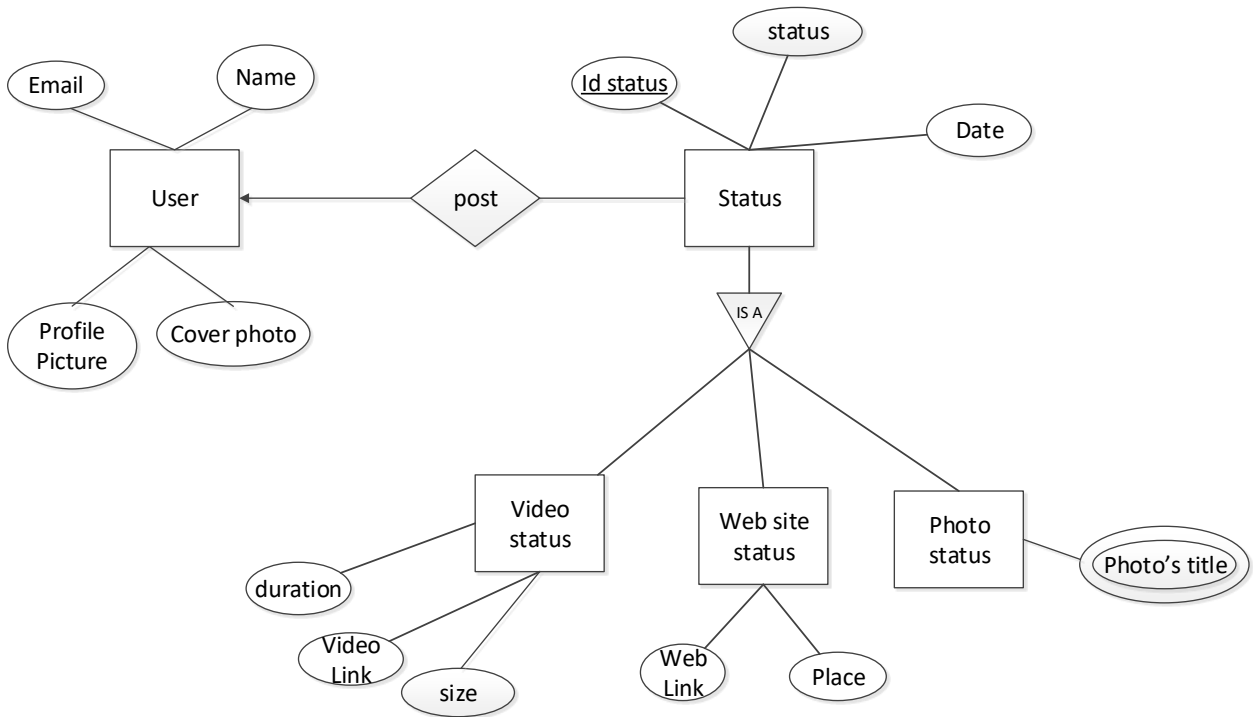 status
Id status
Email
Name
Date
User
post
Status
Profile
Picture
Cover photo
IS A
Video
status
Web site
status
Photo
status
Photo’s title
duration
Video
Link
size
Web
Link
Place